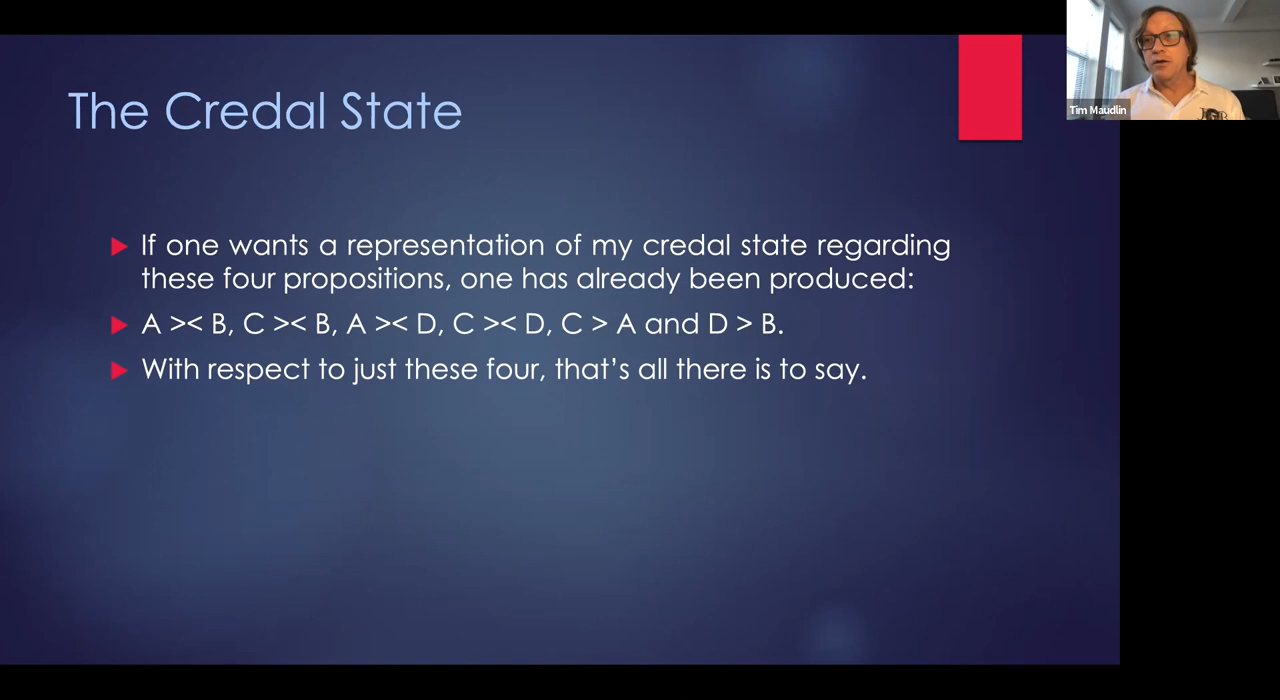 The Credal State
If one wants a representation of my credal state regarding
these four propositions, one has already been produced:
A >< B, C >< B, A >< D, C >< D, C > A and D > B.
With respect to just these four, that’s all there is to say.
Tim Maudlin